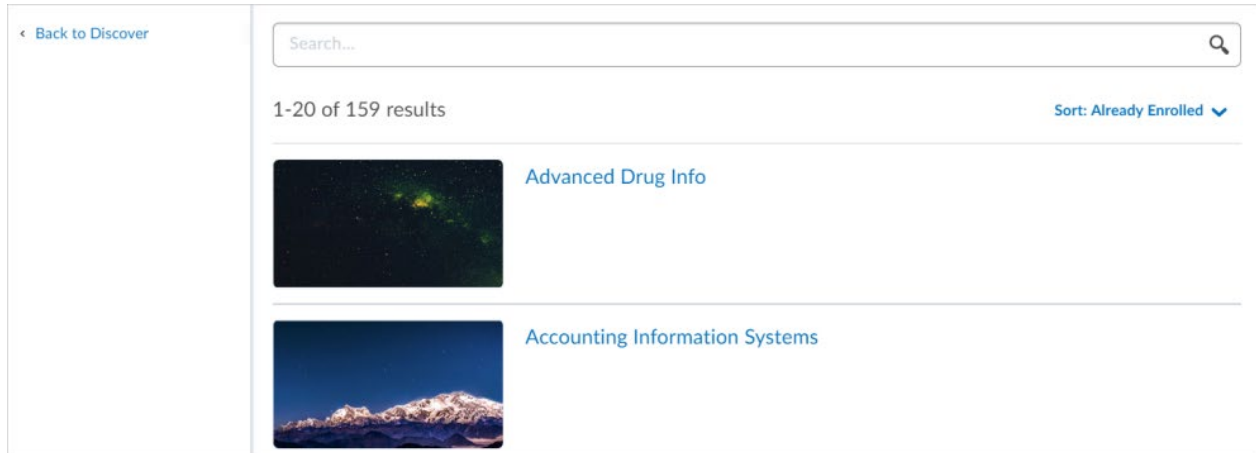 Back to Discover
Search...
1-20 of 159 results
Sort: Already Enrolled
Advanced Drug Info
Accounting Information Systems